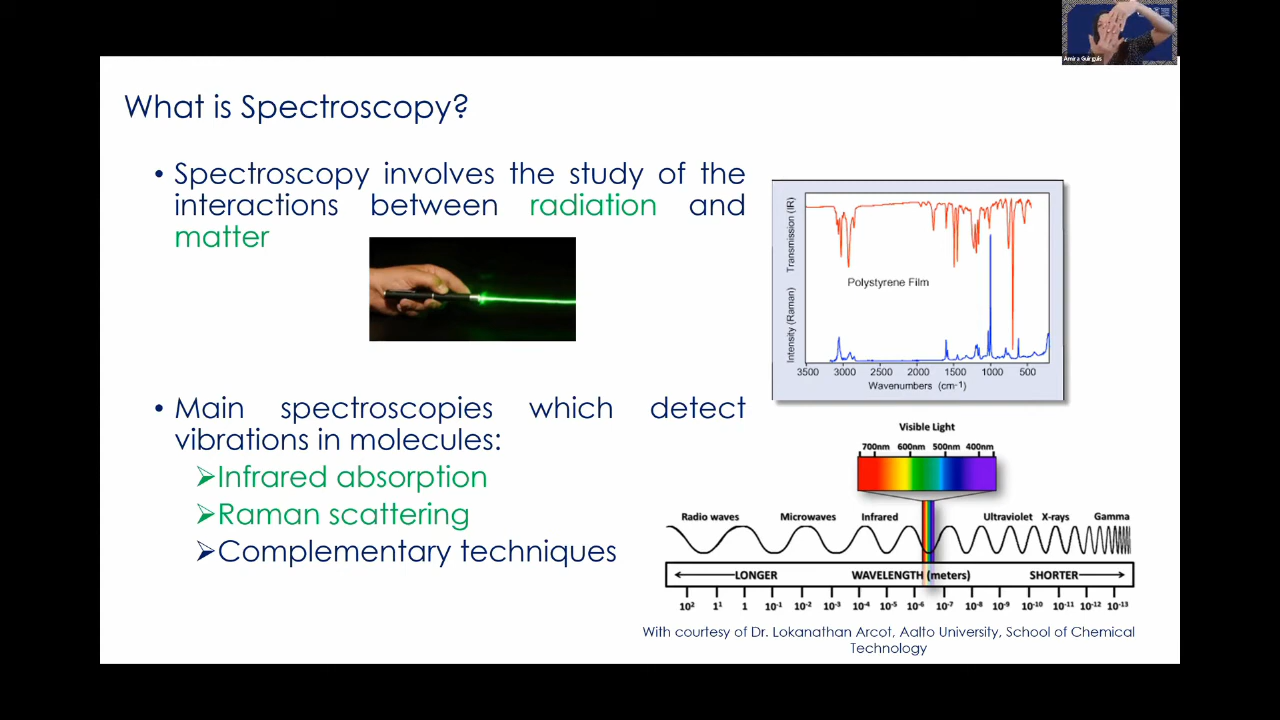 Amira Guirguis
What is Spectroscopy?
• Spectroscopy involves the study of the
interactions between radiation and
matter
• Main spectroscopies which detect
vibrations in molecules:
➢Infrared absorption
➢Raman scattering
➢Complementary techniques
Transmission (IR)
Intensity (Raman)
Polystyrene Film
3500 3000 2500 2000 1500 1000 500
Wavenumbers (cm-1)
Visible Light
700nm 600nm 500nm 400nm
Radio waves Microwaves Infrared Ultraviolet X-rays Gamma
LONGER WAVELENGTH (meters) SHORTER
10² 1¹ 1 10⁻¹ 10⁻² 10⁻³ 10⁻⁴ 10⁻⁵ 10⁻⁶ 10⁻⁷ 10⁻⁸ 10⁻⁹ 10⁻¹⁰ 10⁻¹¹ 10⁻¹² 10⁻¹³
With courtesy of Dr. Lokanathan Arcot, Aalto University, School of Chemical
Technology